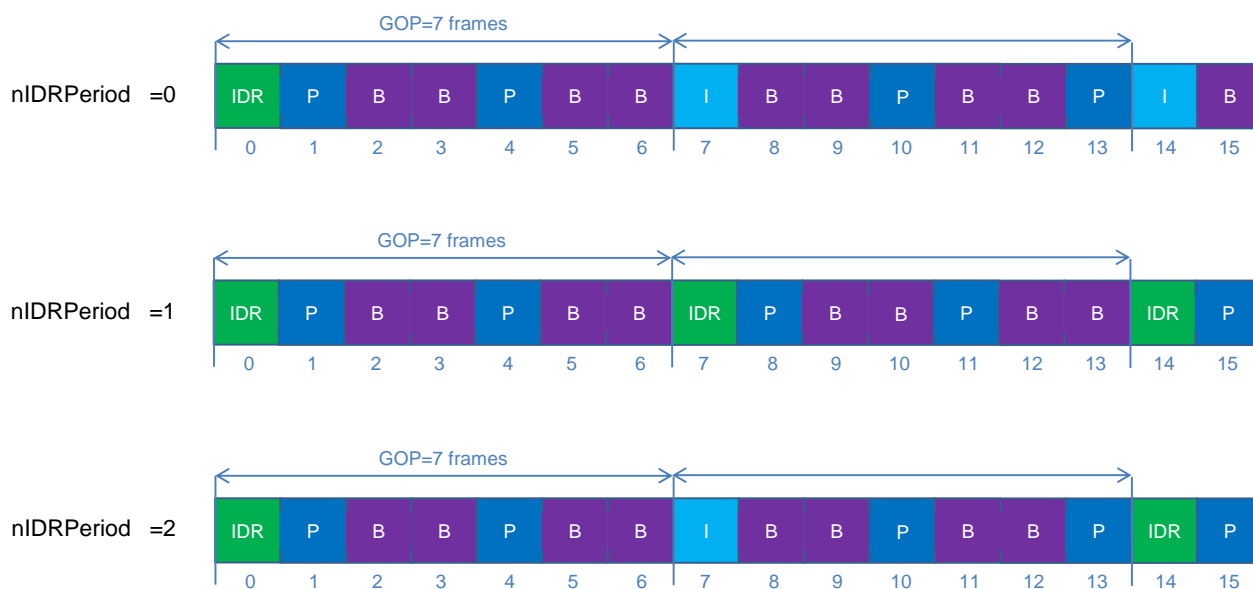 GOP=7 frames
nIDRPeriod =0
IDR P B B P B B I B B P B B P I B
0 1 2 3 4 5 6 7 8 9 10 11 12 13 14 15
GOP=7 frames
nIDRPeriod =1
IDR P B B P B B IDR P B B P B B IDR P
0 1 2 3 4 5 6 7 8 9 10 11 12 13 14 15
GOP=7 frames
nIDRPeriod =2
IDR P B B P B B I B B P B B P IDR P
0 1 2 3 4 5 6 7 8 9 10 11 12 13 14 15